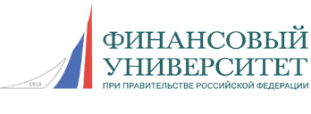 ФИНАНСОВЫЙ
УНИВЕРСИТЕТ
ПРИ ПРАВИТЕЛЬСТВЕ РОССИЙСКОЙ ФЕДЕРАЦИИ
1919